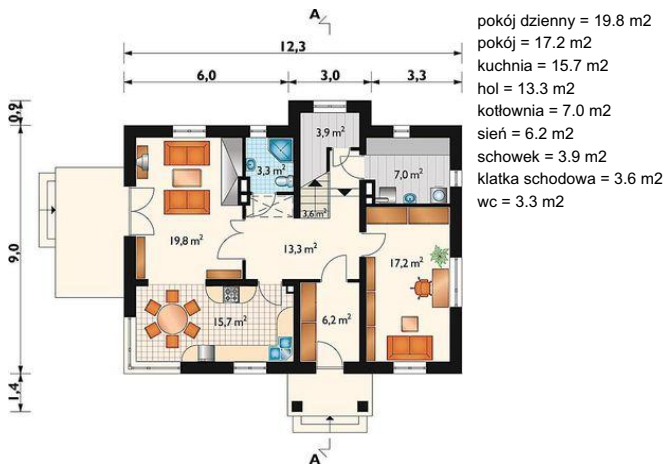 A
12,3
6,0
3,0
3,3
0,9
9,0
1,4
3,9 m²
3,3 m²
7,0 m²
3,6 m²
19,8 m²
13,3 m²
17,2 m²
15,7 m²
6,2 m²
A
pokój dzienny = 19.8 m2
pokój = 17.2 m2
kuchnia = 15.7 m2
hol = 13.3 m2
kotłownia = 7.0 m2
sień = 6.2 m2
schowek = 3.9 m2
klatka schodowa = 3.6 m2
wc = 3.3 m2